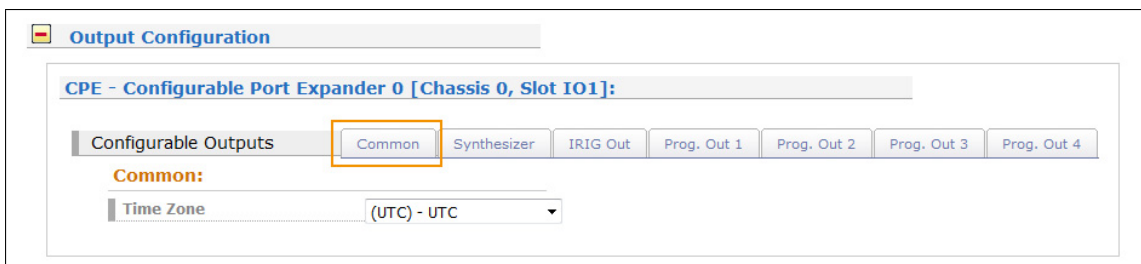 Output Configuration
CPE - Configurable Port Expander 0 [Chassis 0, Slot IO1]:
Configurable Outputs Common Synthesizer IRIG Out Prog. Out 1 Prog. Out 2 Prog. Out 3 Prog. Out 4
Common:
Time Zone (UTC) - UTC